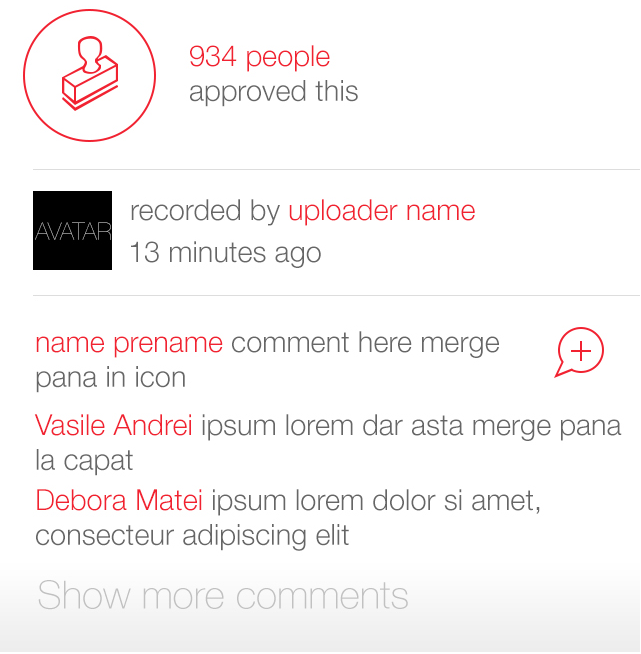 934 people
approved this
AVATAR
recorded by uploader name
13 minutes ago
name prename comment here merge
pana in icon
Vasile Andrei ipsum lorem dar asta merge pana
la capat
Debora Matei ipsum lorem dolor si amet,
consecteur adipiscing elit
Show more comments